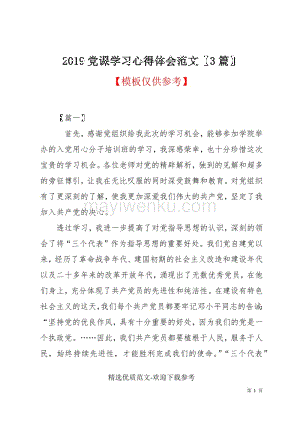 2019 党课学习心得体会范文【3 篇】
【模板仅供参考】
【篇一】
首先，感谢党组织给我此次的学习机会，能够参加学院举
办的入党用心分子培训班的学习，我感慨深荣幸，也十分珍惜这次
宝贵的学习机会。各位老师对党的精辟解析，独到的见解和超多
的旁征博引，让我在无比叹服的同时深受鼓舞和教育。对党组织
有了更深刻的了解，使我更加深爱我们伟大的共产党，坚定了我
加入共产党的决心。
透过学习，我进一步提高了对党指导思想的认识，深刻的领
会了将“三个代表”作为指导思想的重要好处。我们党自建党以来，
历经了革命战争年代、建国初期的社会主义改造和建设年代
以及二十多年来的改革开放年代，涌现出了无数优秀党员，在他
们身上，充分体现了共产党员的先进性和纯洁性。在建设有特色
社会主义的这天，我们每个共产党员都要牢记邓小平同志的告诫:
“坚持党的优良作风，具有十分重要的好处。因为我们的党是一
个执政党。……因此，我们共产党员都要植根于人民，服务于人
民，始终持续先进性，才能胜利完成我们的使命。”“三个代表”
精选优质范文-欢迎下载参考
第 1 页
mayiwenku.com